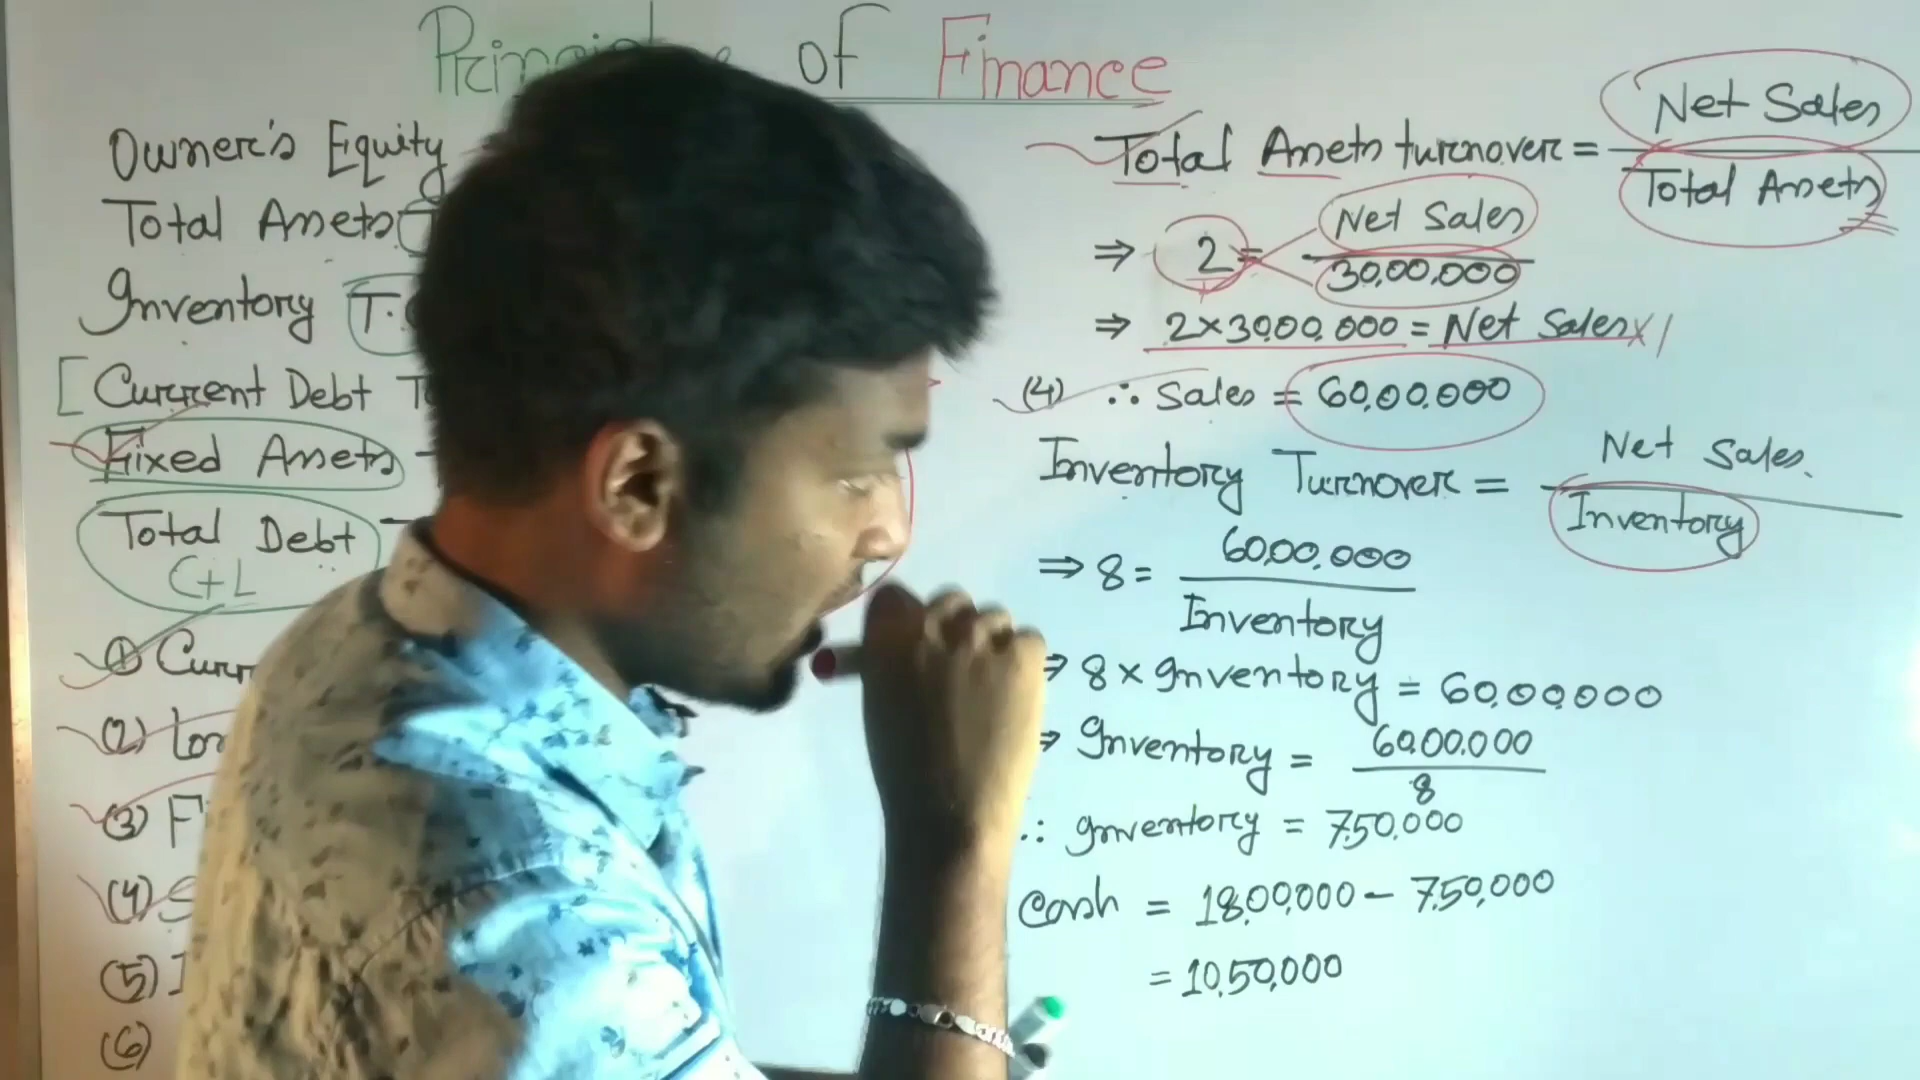 of Finance
Owner's Equity
Total Assets
Inventory T.
[Current Debt
Fixed Assets
Total Debt
C+L
①
(2)
(3)
(4)
(5)
(6)
Total Assets turnover = Net Sales / Total Assets
⇒ 2 = Net Sales / 30,00,000
⇒ 2×30,00,000 = Net Sales×1
(4) ∴ Sales = 60,00,000
Inventory Turnover = Net Sales. / Inventory
⇒ 8 = 60,00,000 / Inventory
⇒ 8 × Inventory = 60,00,000
⇒ Inventory = 60,00,000 / 8
∴ Inventory = 7,50,000
Cash = 18,00,000 − 7,50,000
= 10,50,000